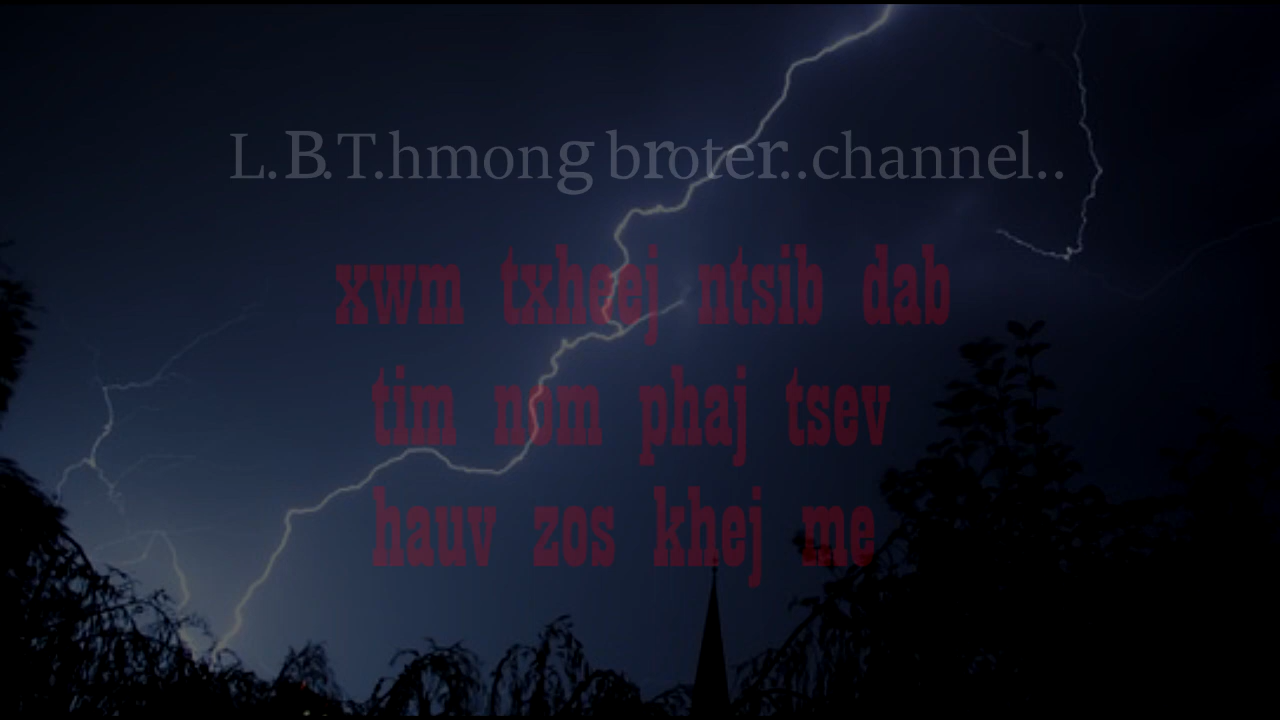 L.B.T.hmong broter..channel..
xwm txheej ntsib dab
tim nom phaj tsev
hauv zos khej me